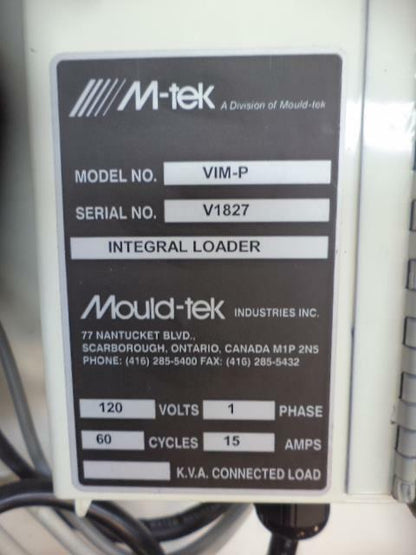 M-tek A Division of Mould-tek
MODEL NO. VIM-P
SERIAL NO. V1827
INTEGRAL LOADER
Mould-tek INDUSTRIES INC.
77 NANTUCKET BLVD.,
SCARBOROUGH, ONTARIO, CANADA M1P 2N5
PHONE: (416) 285-5400 FAX: (416) 285-5432
120 VOLTS 1 PHASE
60 CYCLES 15 AMPS
K.V.A. CONNECTED LOAD